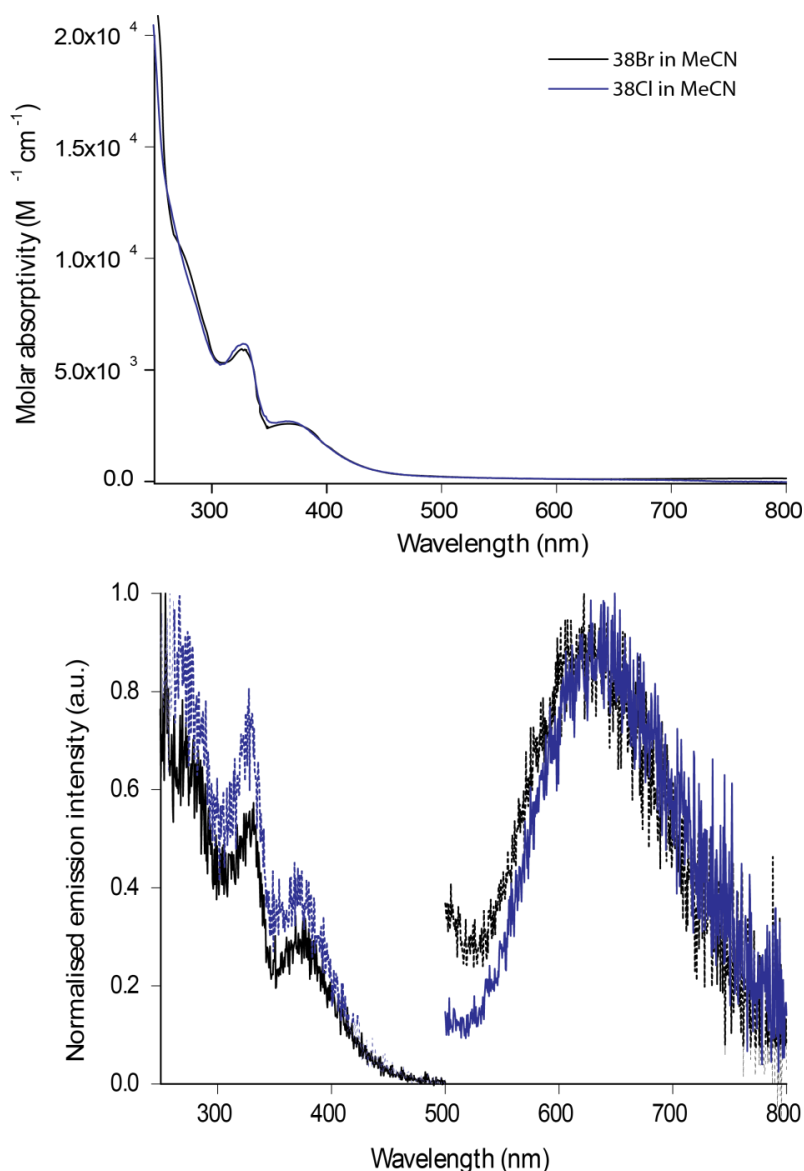 2.0x10 4
1.5x10 4
1.0x10 4
5.0x10 3
0.0
Molar absorptivity (M -1 cm-1)
38Br in MeCN
38Cl in MeCN
300 400 500 600 700 800
Wavelength (nm)
1.0
0.8
0.6
0.4
0.2
0.0
Normalised emission intensity (a.u.)
300 400 500 600 700 800
Wavelength (nm)